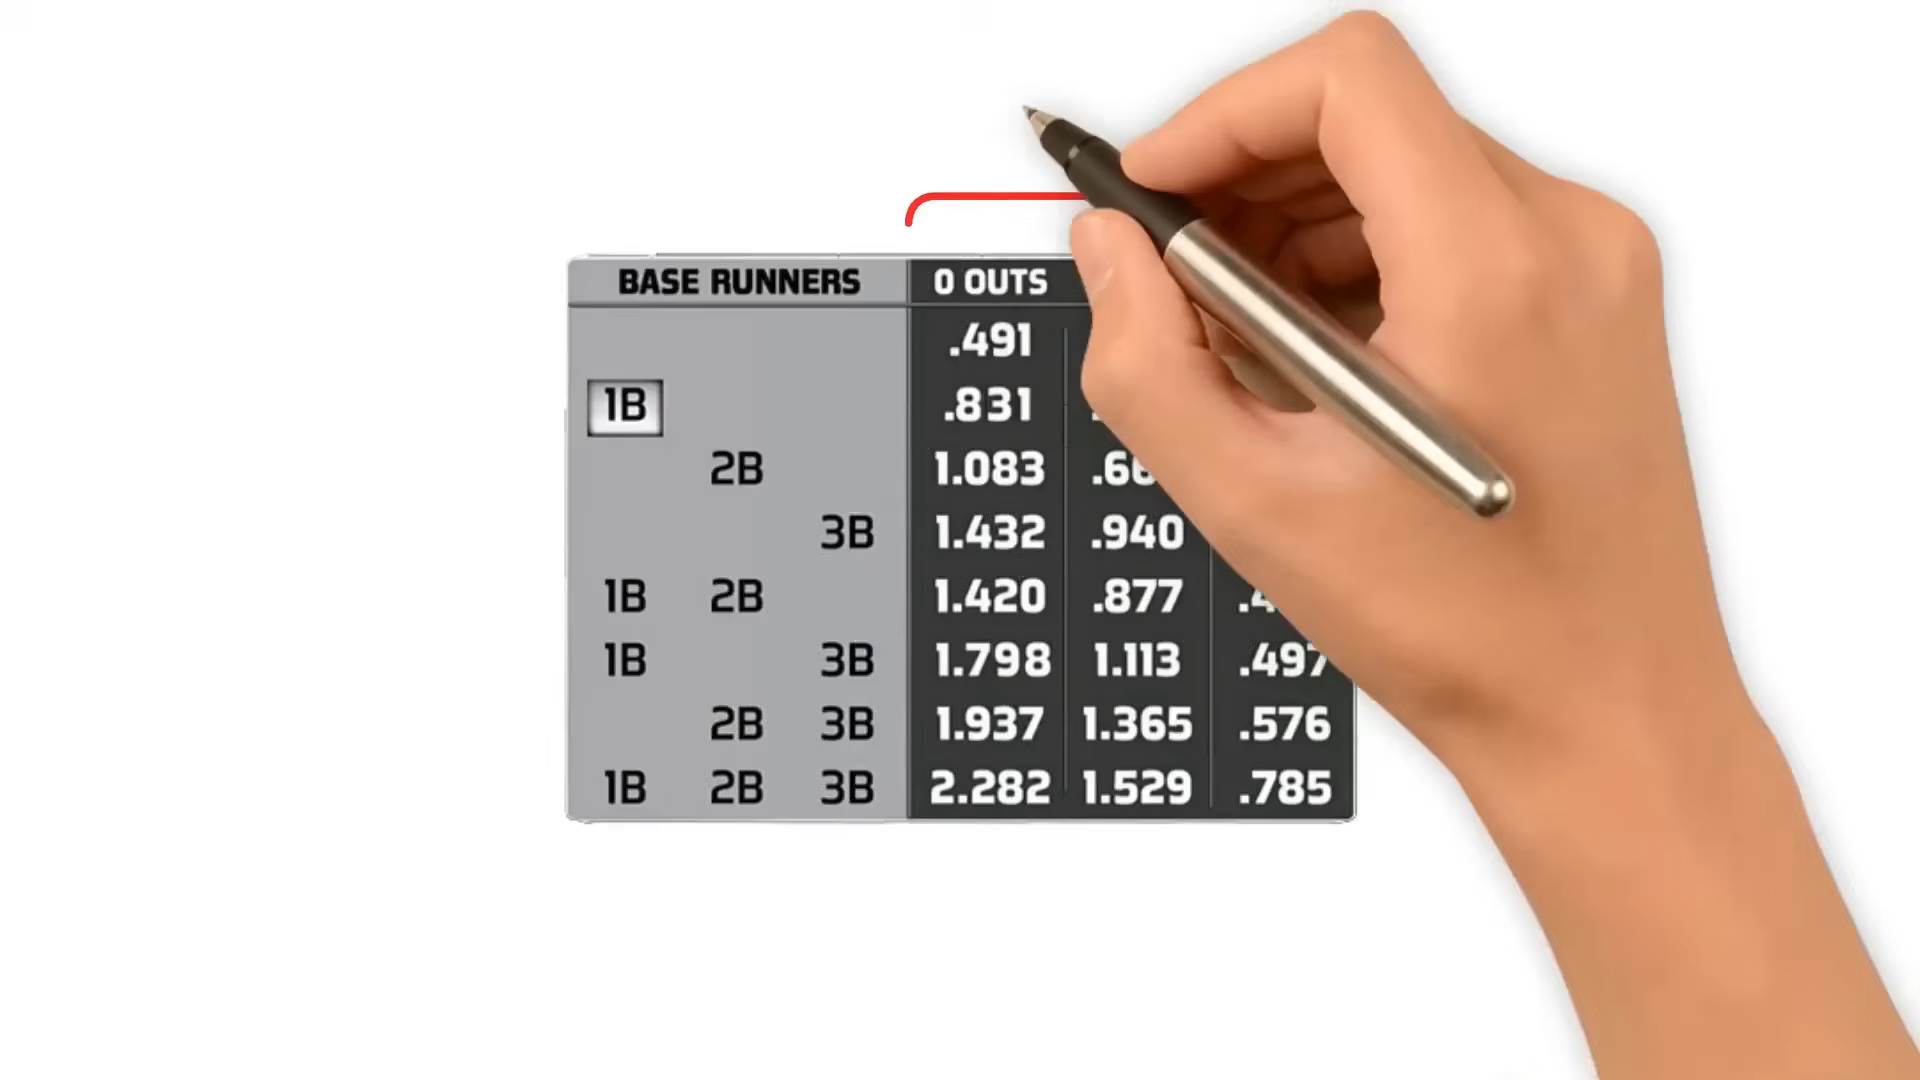 BASE RUNNERS 0 OUTS
.491
1B .831
2B 1.083
3B 1.432 .940
1B 2B 1.420 .877
1B 3B 1.798 1.113 .497
2B 3B 1.937 1.365 .576
1B 2B 3B 2.282 1.529 .785